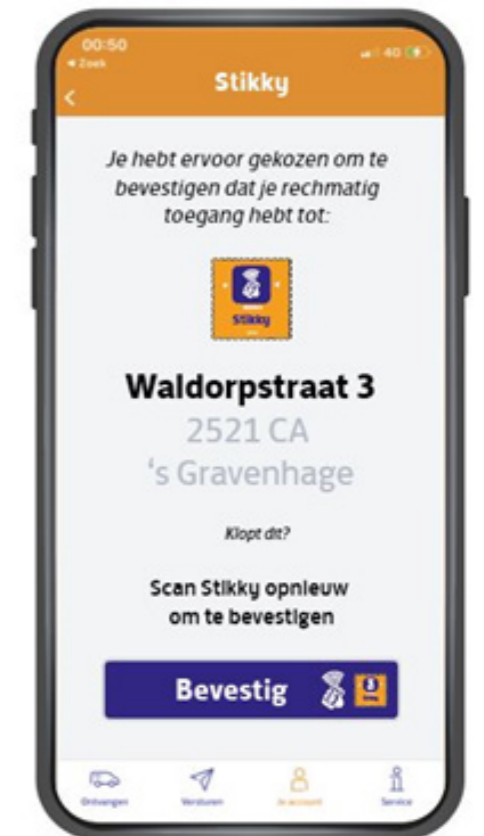 00:50
Zoek
40
Stikky
Je hebt ervoor gekozen om te
bevestigen dat je rechmatig
toegang hebt tot:
Stikky
Waldorpstraat 3
2521 CA
‘s Gravenhage
Klopt dit?
Scan Stikky opnieuw
om te bevestigen
Bevestig
Ontvangen
Versturen
Je account
Service